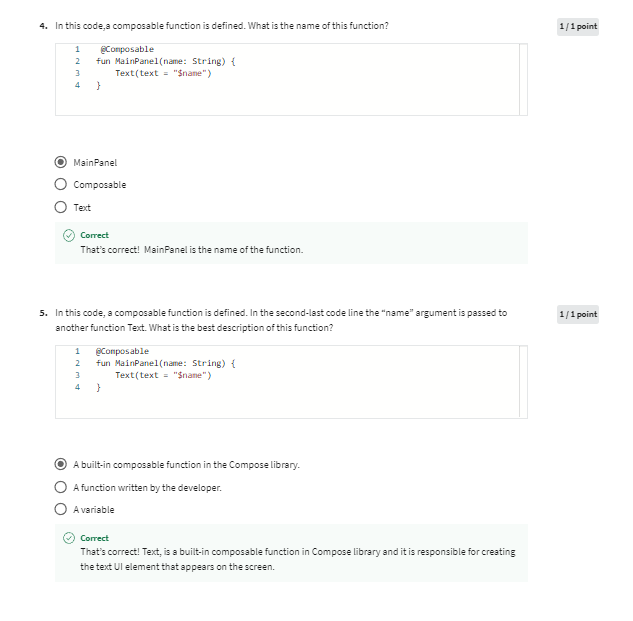 4. In this code,a composable function is defined. What is the name of this function?
1 / 1 point
1 @Composable
2 fun MainPanel(name: String) {
3 Text(text = "$name")
4 }
MainPanel
Composable
Text
Correct
That's correct! MainPanel is the name of the function.
5. In this code, a composable function is defined. In the second-last code line the “name” argument is passed to
another function Text. What is the best description of this function?
1 / 1 point
1 @Composable
2 fun MainPanel(name: String) {
3 Text(text = "$name")
4 }
A built-in composable function in the Compose library.
A function written by the developer.
A variable
Correct
That's correct! Text, is a built-in composable function in Compose library and it is responsible for creating
the text UI element that appears on the screen.